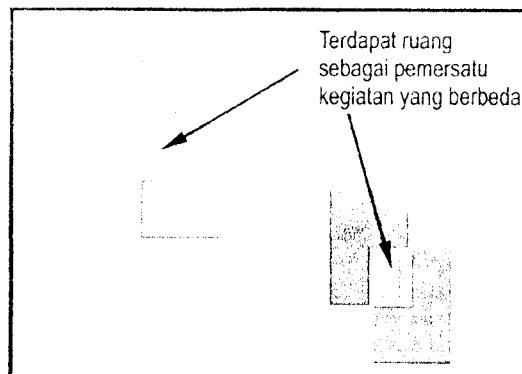 Terdapat ruang
sebagai pemersatu
kegiatan yang berbeda